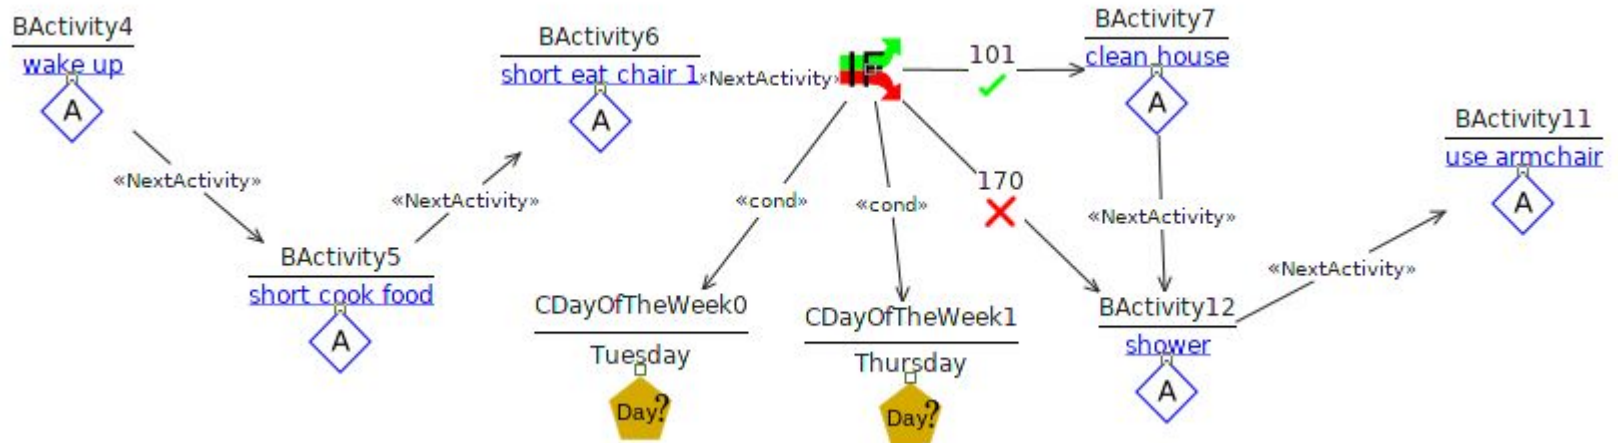 BActivity4
wake up
A
«NextActivity»
BActivity5
short cook food
A
«NextActivity»
BActivity6
short eat chair 1
A
«NextActivity»
IF
101
BActivity7
clean house
A
«cond»
CDayOfTheWeek0
Tuesday
Day?
«cond»
CDayOfTheWeek1
Thursday
Day?
170
«NextActivity»
BActivity12
shower
A
«NextActivity»
BActivity11
use armchair
A